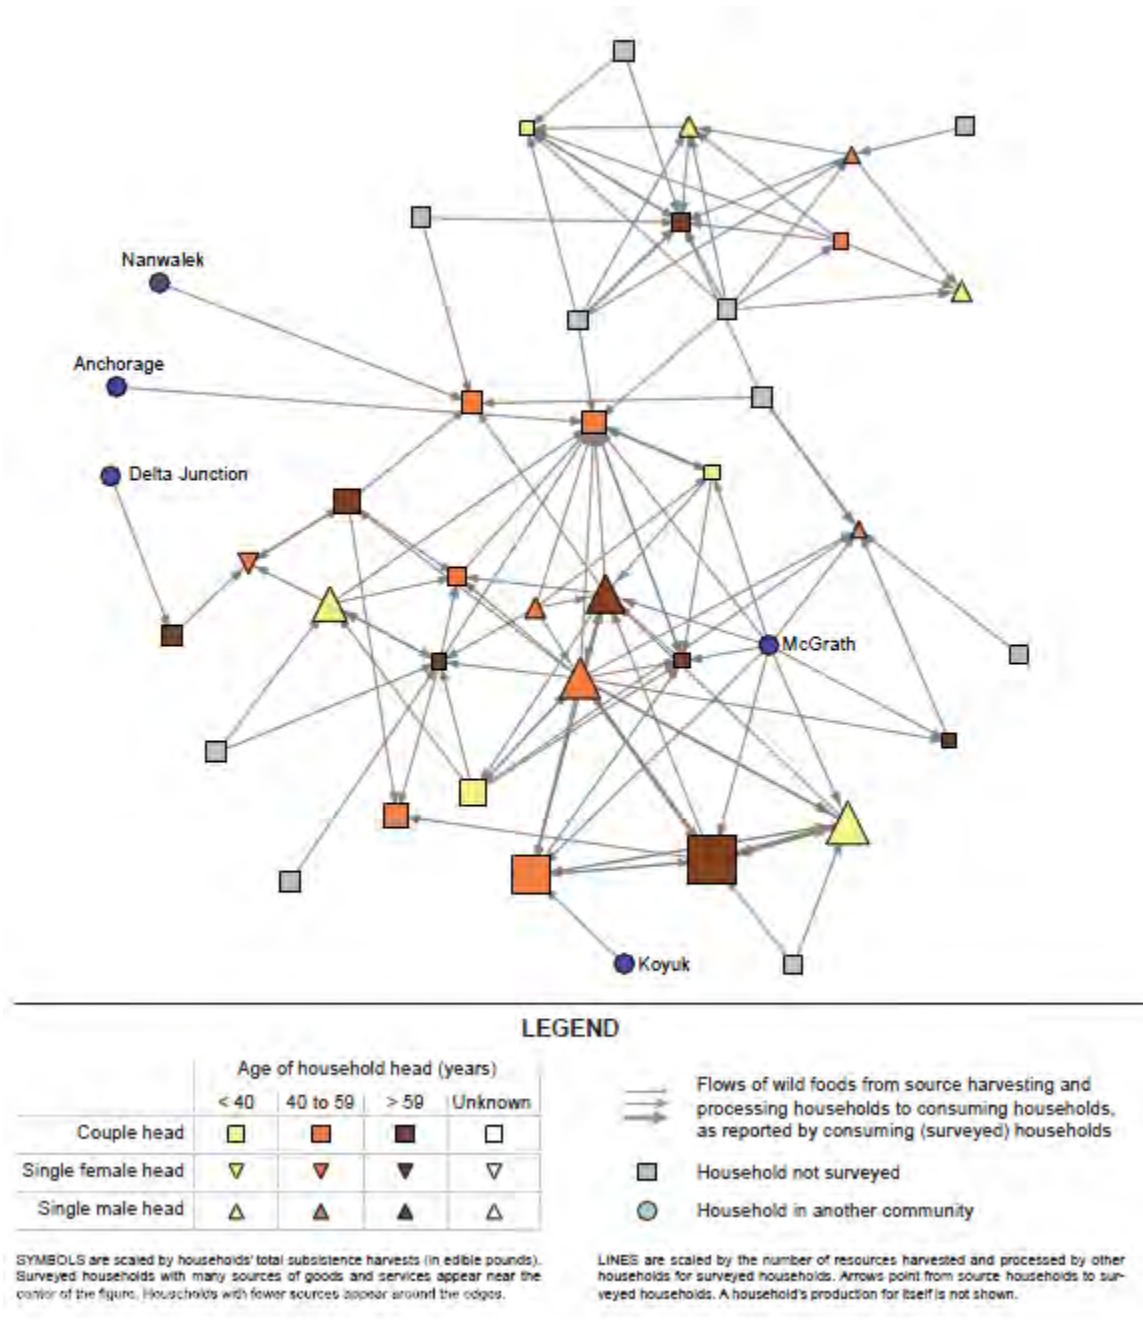 Nanwalek
Anchorage
Delta Junction
McGrath
Koyuk
LEGEND
Age of household head (years)
< 40 40 to 59 > 59 Unknown
Couple head
Single female head
Single male head
Flows of wild foods from source harvesting and
processing households to consuming households,
as reported by consuming (surveyed) households
Household not surveyed
Household in another community
SYMBOLS are scaled by households' total subsistence harvests (in edible pounds).
Surveyed households with many sources of goods and services appear near the
center of the figure. Households with fewer sources appear around the edges.
LINES are scaled by the number of resources harvested and processed by other
households for surveyed households. Arrows point from source households to sur-
veyed households. A household's production for itself is not shown.